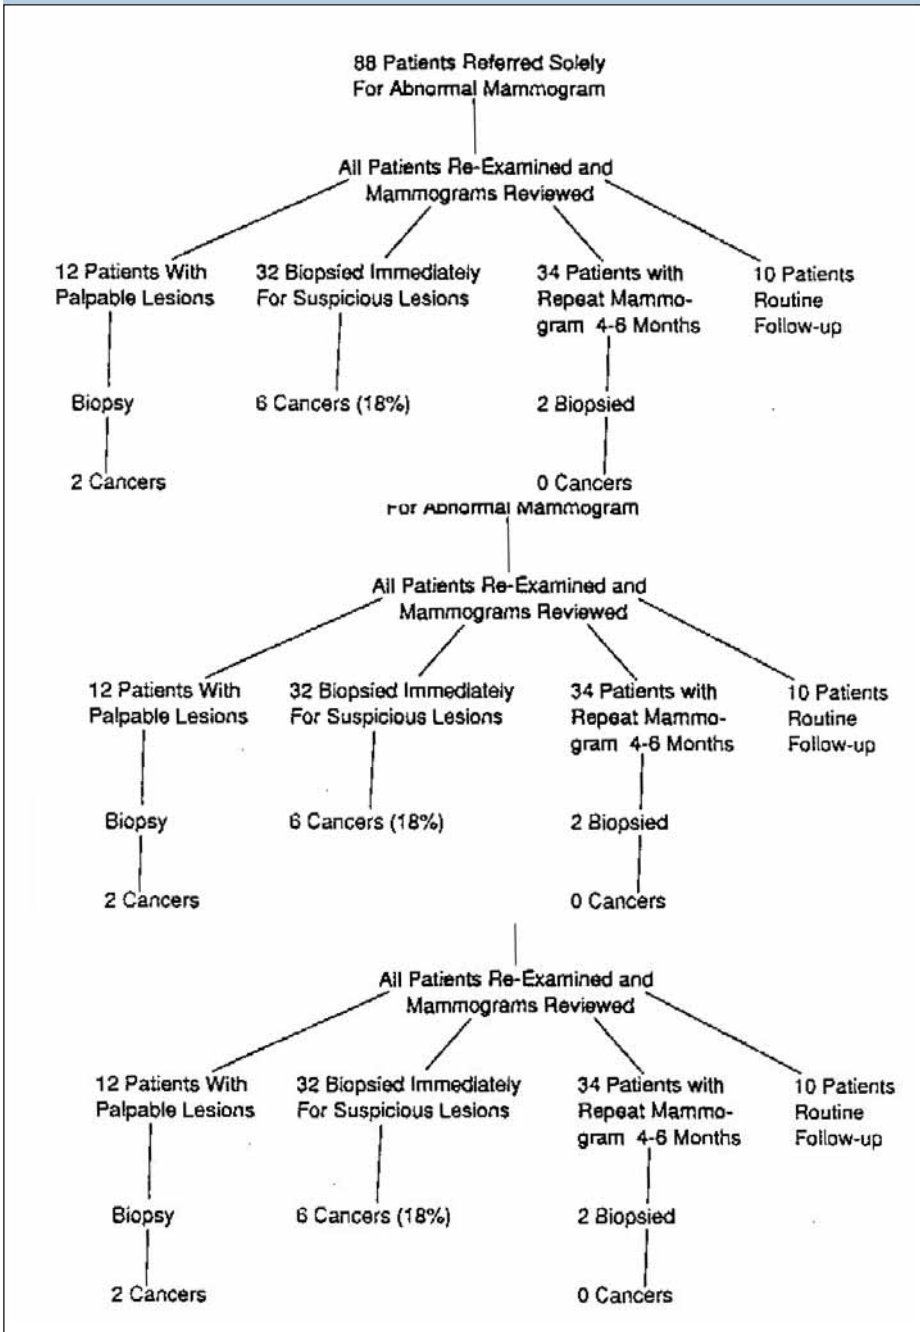 88 Patients Referred Solely
For Abnormal Mammogram
All Patients Re-Examined and
Mammograms Reviewed
12 Patients With
Palpable Lesions
32 Biopsied Immediately
For Suspicious Lesions
34 Patients with
Repeat Mammo-
gram 4-6 Months
10 Patients
Routine
Follow-up
Biopsy
6 Cancers (18%)
2 Biopsied
2 Cancers
0 Cancers
For Abnormal Mammogram
All Patients Re-Examined and
Mammograms Reviewed
12 Patients With
Palpable Lesions
32 Biopsied Immediately
For Suspicious Lesions
34 Patients with
Repeat Mammo-
gram 4-6 Months
10 Patients
Routine
Follow-up
Biopsy
6 Cancers (18%)
2 Biopsied
2 Cancers
0 Cancers
All Patients Re-Examined and
Mammograms Reviewed
12 Patients With
Palpable Lesions
32 Biopsied Immediately
For Suspicious Lesions
34 Patients with
Repeat Mammo-
gram 4-6 Months
10 Patients
Routine
Follow-up
Biopsy
6 Cancers (18%)
2 Biopsied
2 Cancers
0 Cancers